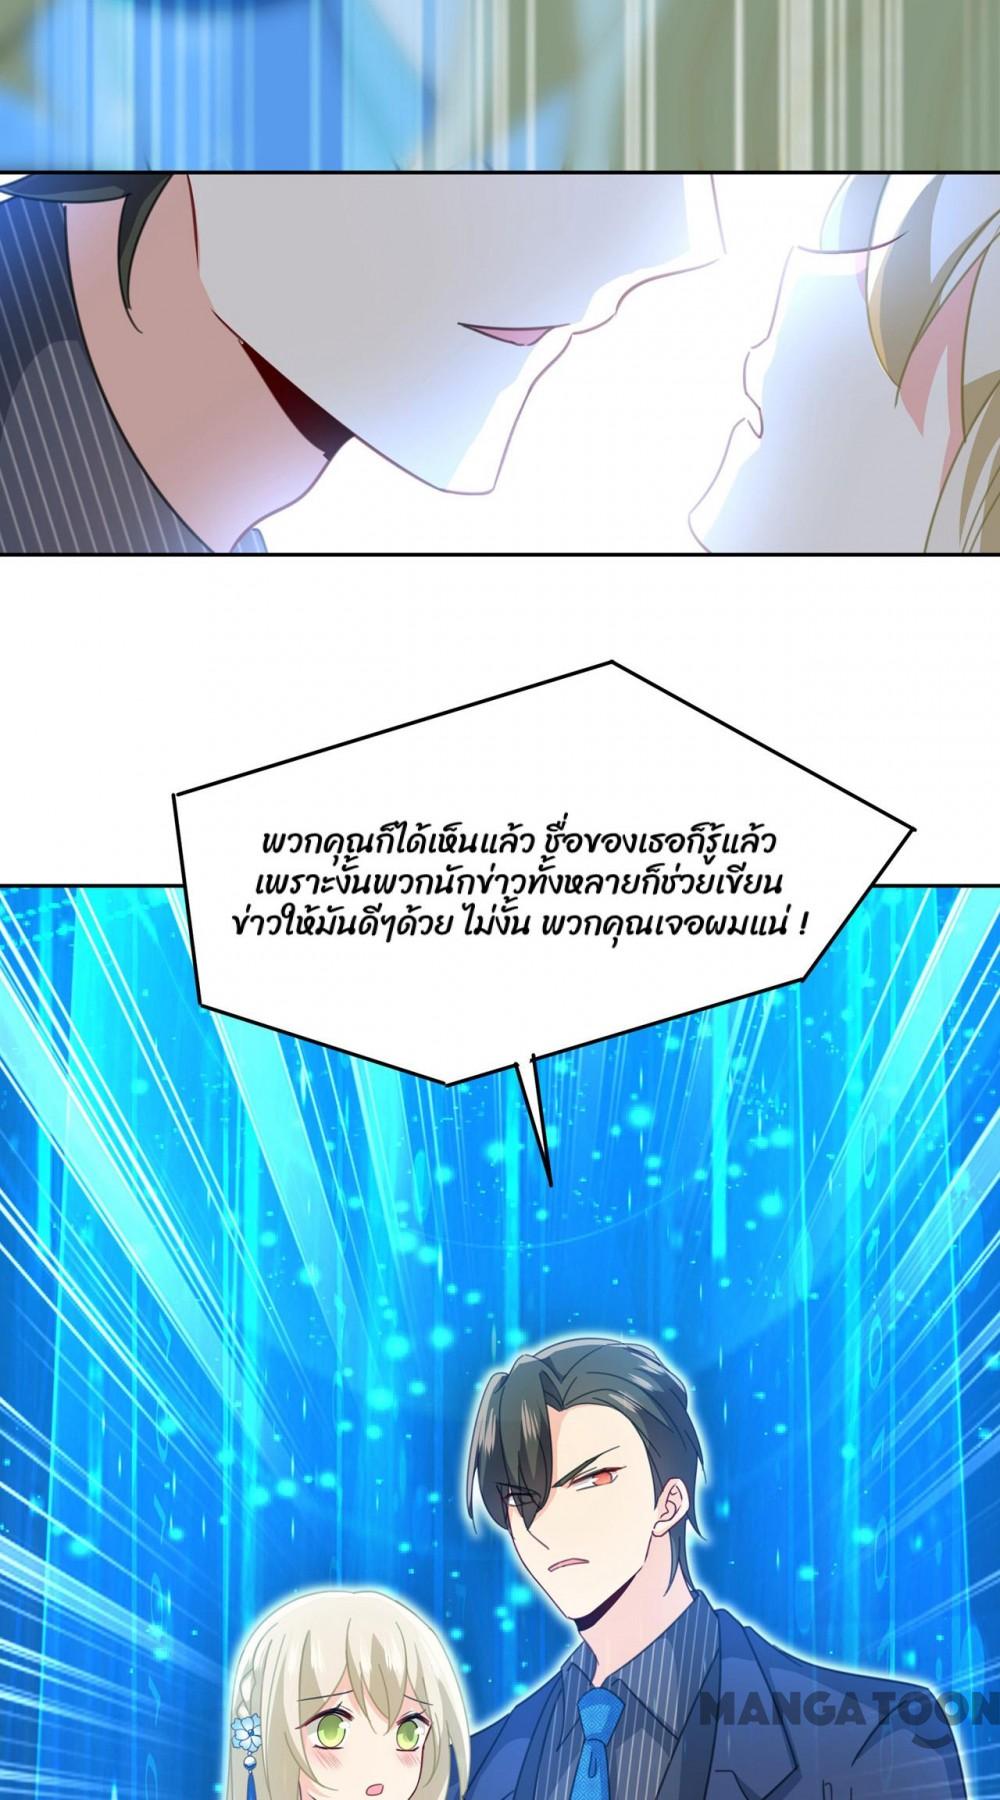 พวกคุณก็ได้เห็นแล้ว ชื่อของเธอก็รู้แล้ว
เพราะงั้นพวกนักข่าวทั้งหลายก็ช่วยเขียน
ข่าวให้มันดีๆด้วย ไม่งั้น พวกคุณเจอผมแน่ !
MANGATOON